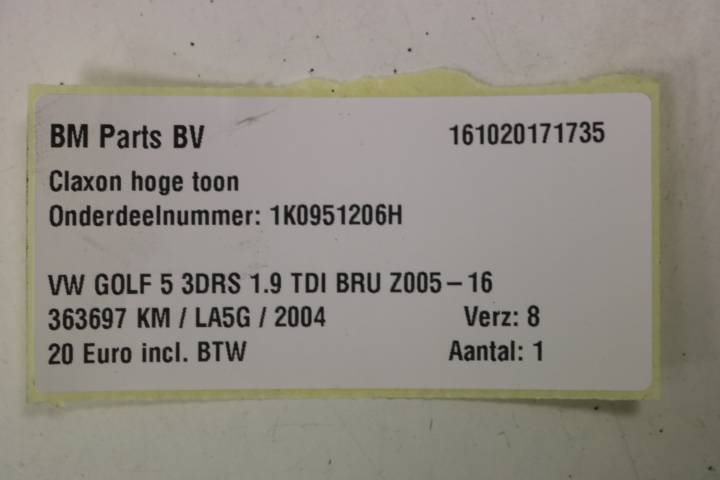 BM Parts BV 161020171735
Claxon hoge toon
Onderdeelnummer: 1K0951206H
VW GOLF 5 3DRS 1.9 TDI BRU Z005-16
363697 KM / LA5G / 2004 Verz: 8
20 Euro incl. BTW Aantal: 1